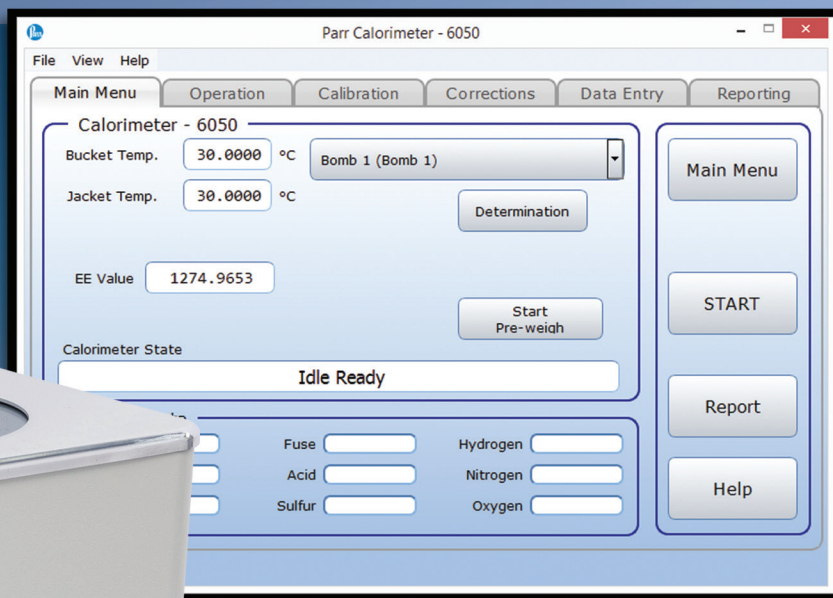 Parr Calorimeter - 6050
File View Help
Main Menu Operation Calibration Corrections Data Entry Reporting
Calorimeter - 6050
Bucket Temp. 30.0000 °C Bomb 1 (Bomb 1)
Jacket Temp. 30.0000 °C
Determination
EE Value 1274.9653
Start
Pre-weigh
Calorimeter State
Idle Ready
Fuse Hydrogen
Acid Nitrogen
Sulfur Oxygen
Main Menu
START
Report
Help